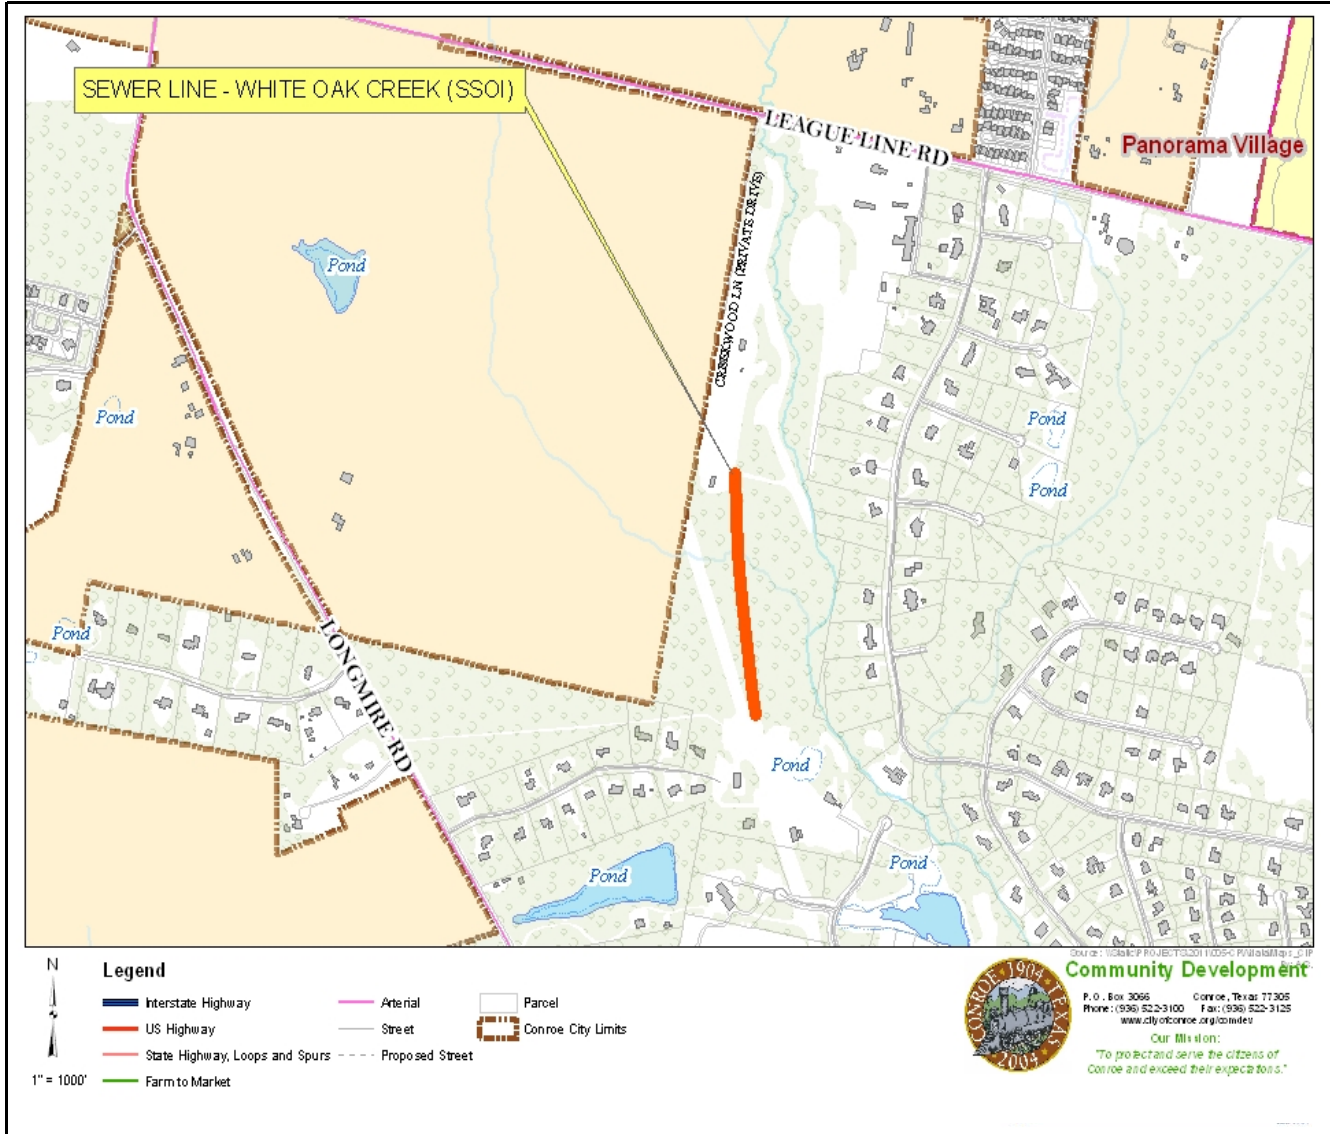 SEWER LINE - WHITE OAK CREEK (SSOI)
LEAGUE LINE RD
Panorama Village
CREEKWOOD LN (PRIVATE DRIVE)
Pond
Pond
Pond
Pond
Pond
LONGMIRE RD
Pond
Pond
Pond
N
1" = 1000'
Legend
Interstate Highway
US Highway
State Highway, Loops and Spurs
Farm to Market
Arterial
Street
Proposed Street
Parcel
Conroe City Limits
CONROE TEXAS
1904
2004
Community Development
P. O. Box 3066 Conroe, Texas 77305
Phone: (936) 522-3100 Fax: (936) 522-3125
www.cityofconroe.org/comdev
Our Mission:
"To protect and serve the citizens of
Conroe and exceed their expectations."